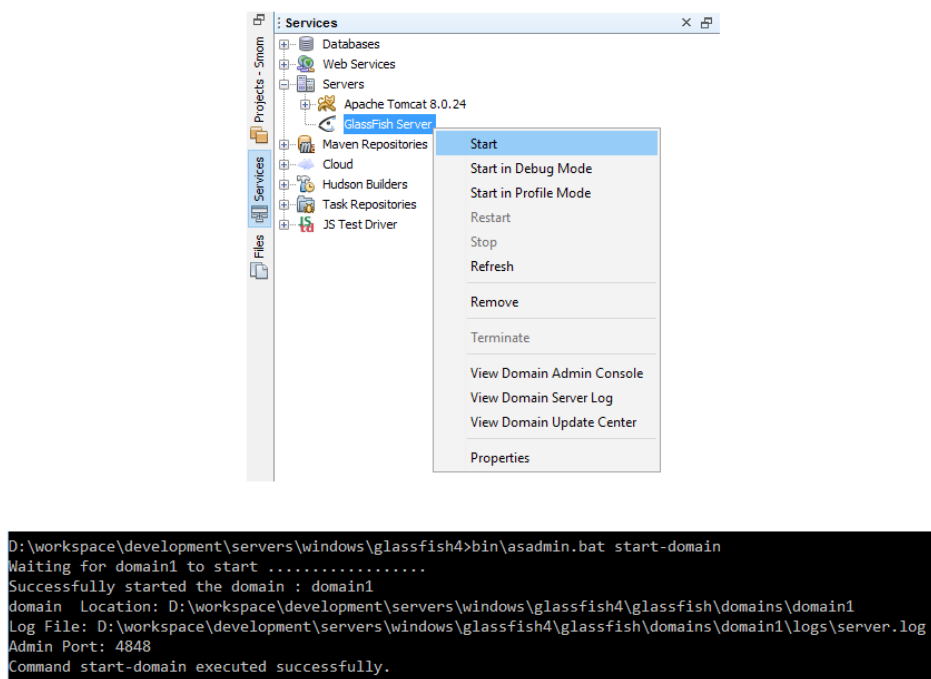 Services
Projects - Smom
Services
Files
Databases
Web Services
Servers
Apache Tomcat 8.0.24
GlassFish Server
Maven Repositories
Cloud
Hudson Builders
Task Repositories
JS Test Driver
Start
Start in Debug Mode
Start in Profile Mode
Restart
Stop
Refresh
Remove
Terminate
View Domain Admin Console
View Domain Server Log
View Domain Update Center
Properties
D:\workspace\development\servers\windows\glassfish4>bin\asadmin.bat start-domain
Waiting for domain1 to start ..................
Successfully started the domain : domain1
domain  Location: D:\workspace\development\servers\windows\glassfish4\glassfish\domains\domain1
Log File: D:\workspace\development\servers\windows\glassfish4\glassfish\domains\domain1\logs\server.log
Admin Port: 4848
Command start-domain executed successfully.